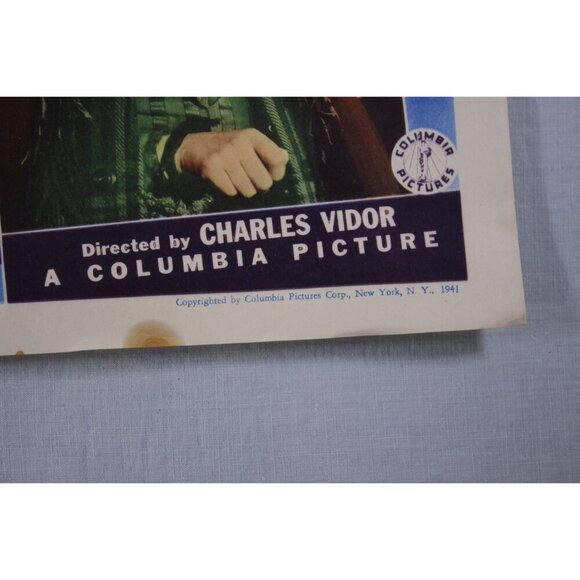 COLUMBIA
PICTURES
Directed by CHARLES VIDOR
A COLUMBIA PICTURE
Copyrighted by Columbia Pictures Corp., New York, N. Y., 1941